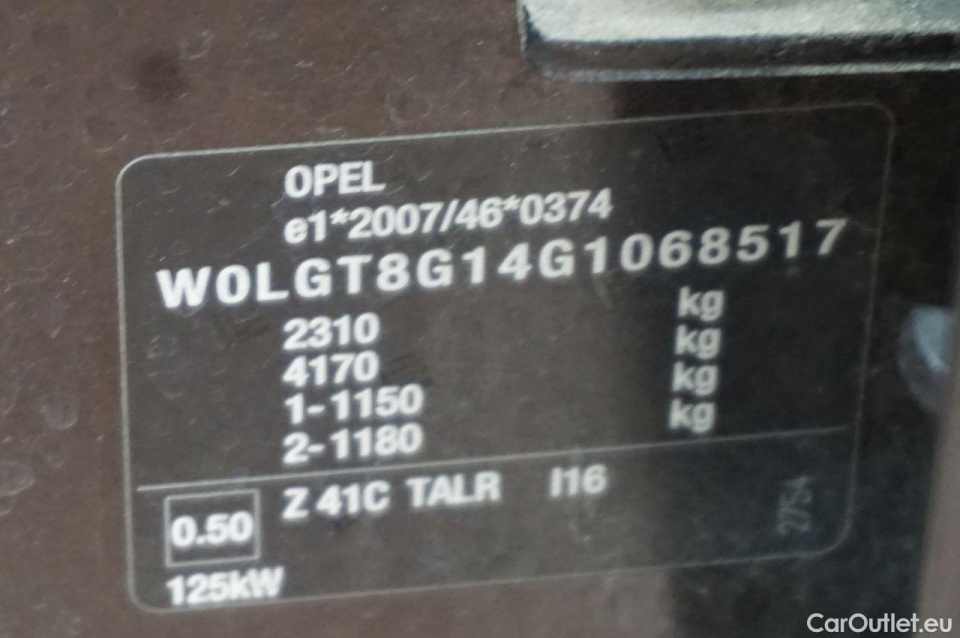 OPEL
e1*2007/46*0374
W0LGT8G14G1068517
2310 kg
4170 kg
1-1150 kg
2-1180 kg
0.50 Z 41C TALR I16
125kW
2754
CarOutlet.eu